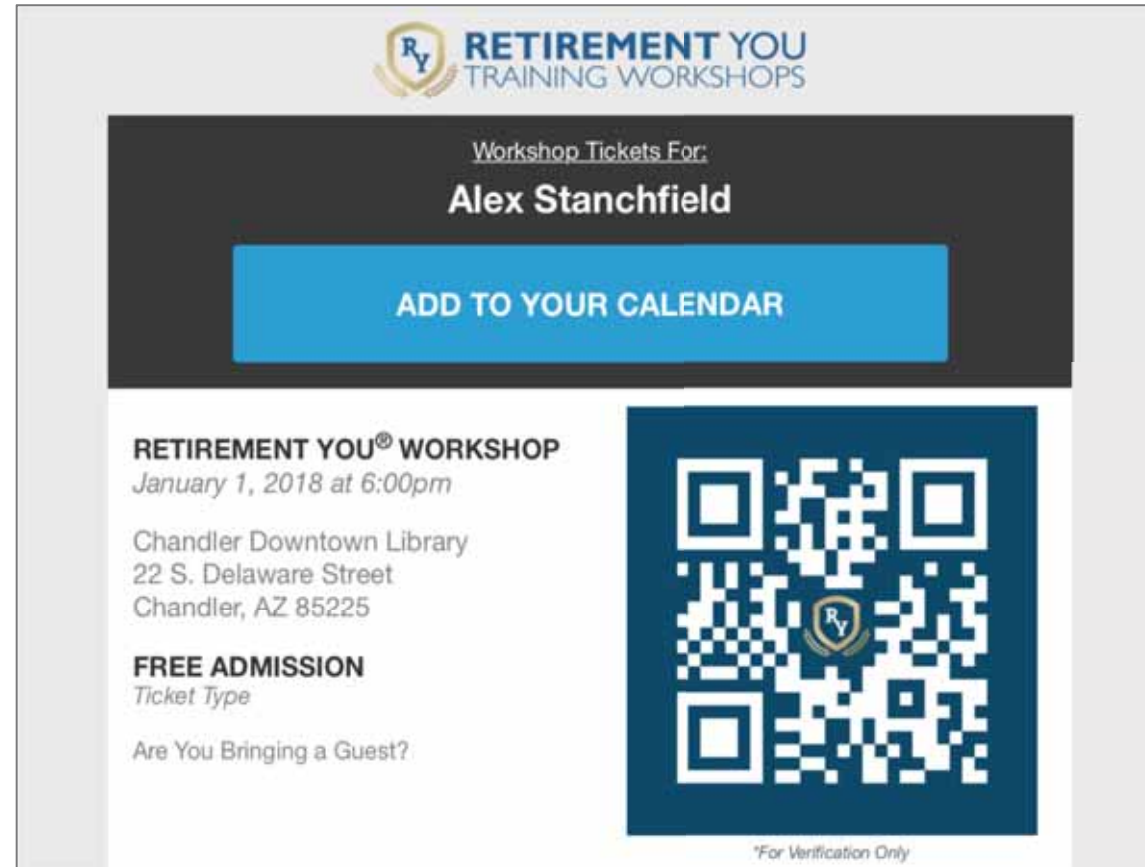 RY RETIREMENT YOU
TRAINING WORKSHOPS
Workshop Tickets For:
Alex Stanchfield
ADD TO YOUR CALENDAR
RETIREMENT YOU® WORKSHOP
January 1, 2018 at 6:00pm
Chandler Downtown Library
22 S. Delaware Street
Chandler, AZ 85225
FREE ADMISSION
Ticket Type
Are You Bringing a Guest?
RY
*For Verification Only